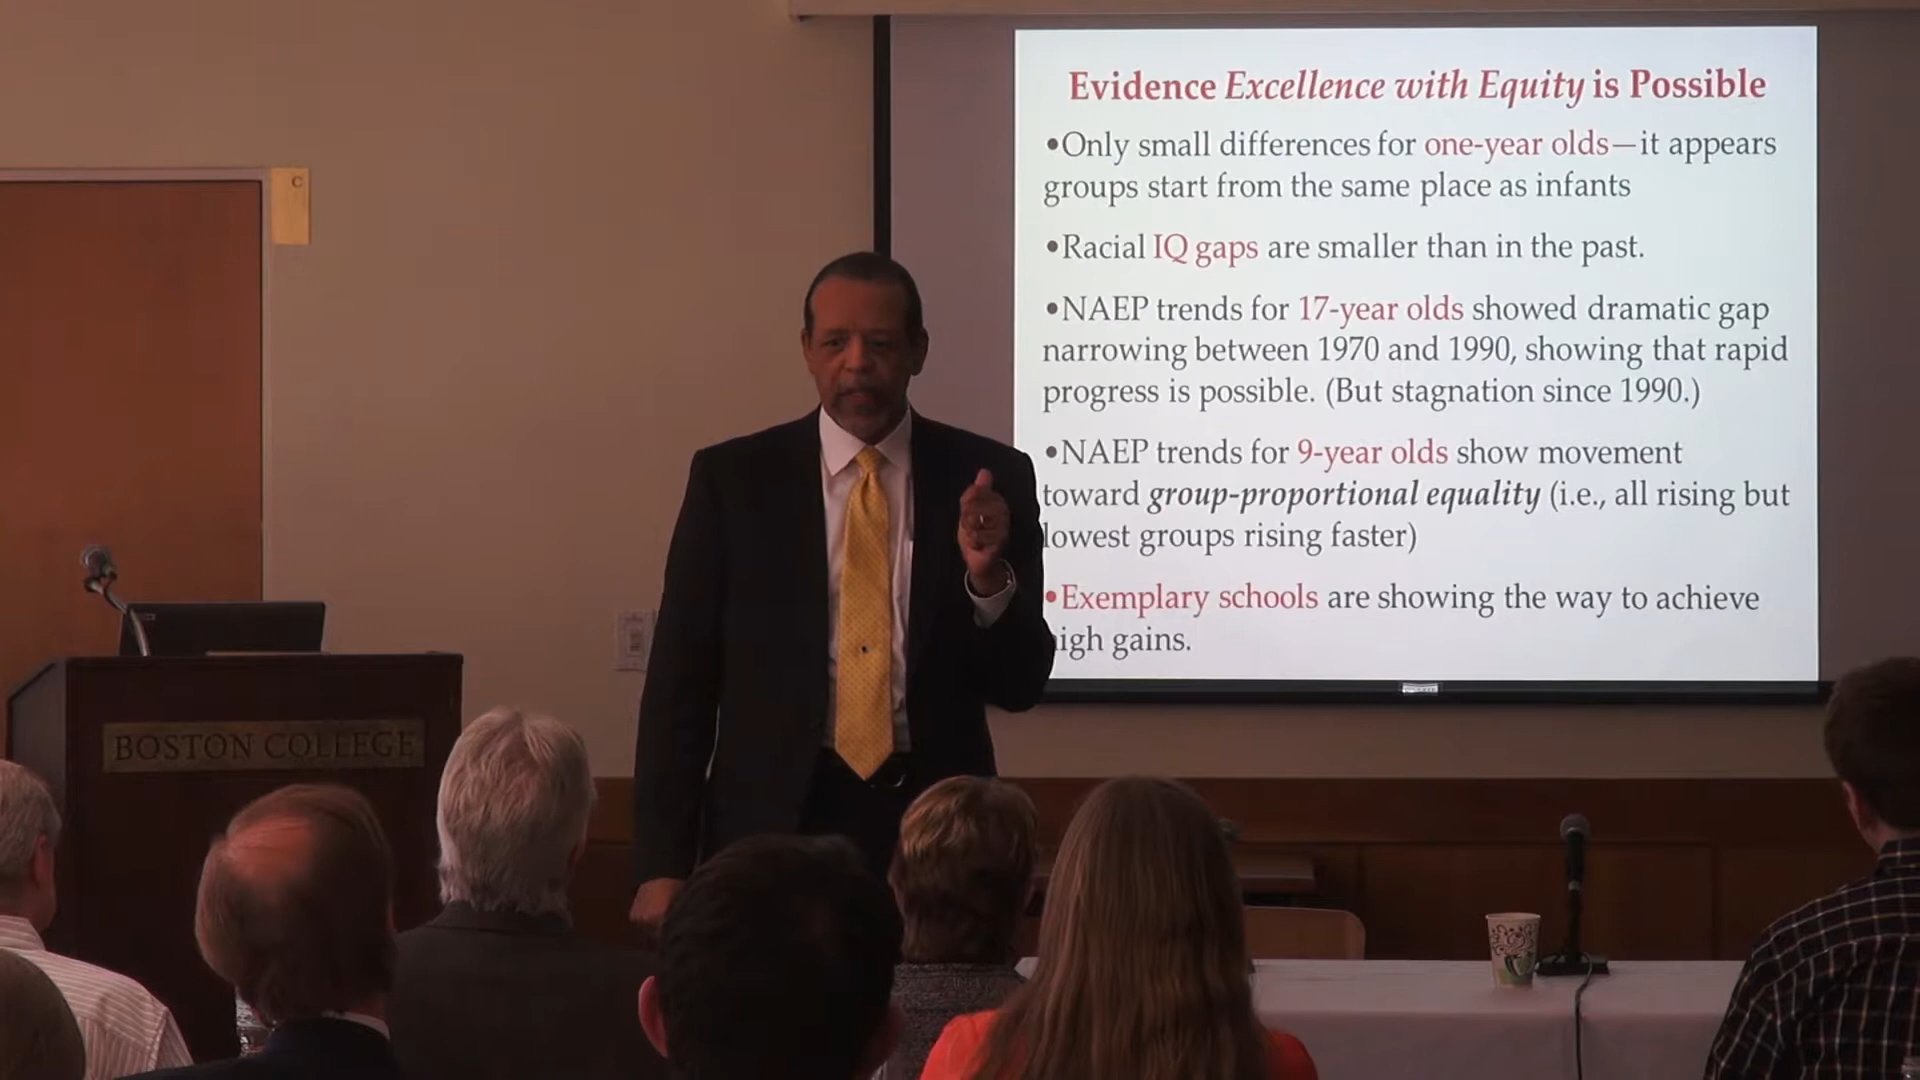 Evidence Excellence with Equity is Possible
•Only small differences for one-year olds—it appears
groups start from the same place as infants
•Racial IQ gaps are smaller than in the past.
•NAEP trends for 17-year olds showed dramatic gap
narrowing between 1970 and 1990, showing that rapid
progress is possible. (But stagnation since 1990.)
•NAEP trends for 9-year olds show movement
toward group-proportional equality (i.e., all rising but
lowest groups rising faster)
•Exemplary schools are showing the way to achieve
igh gains.
C
BOSTON COLLEGE